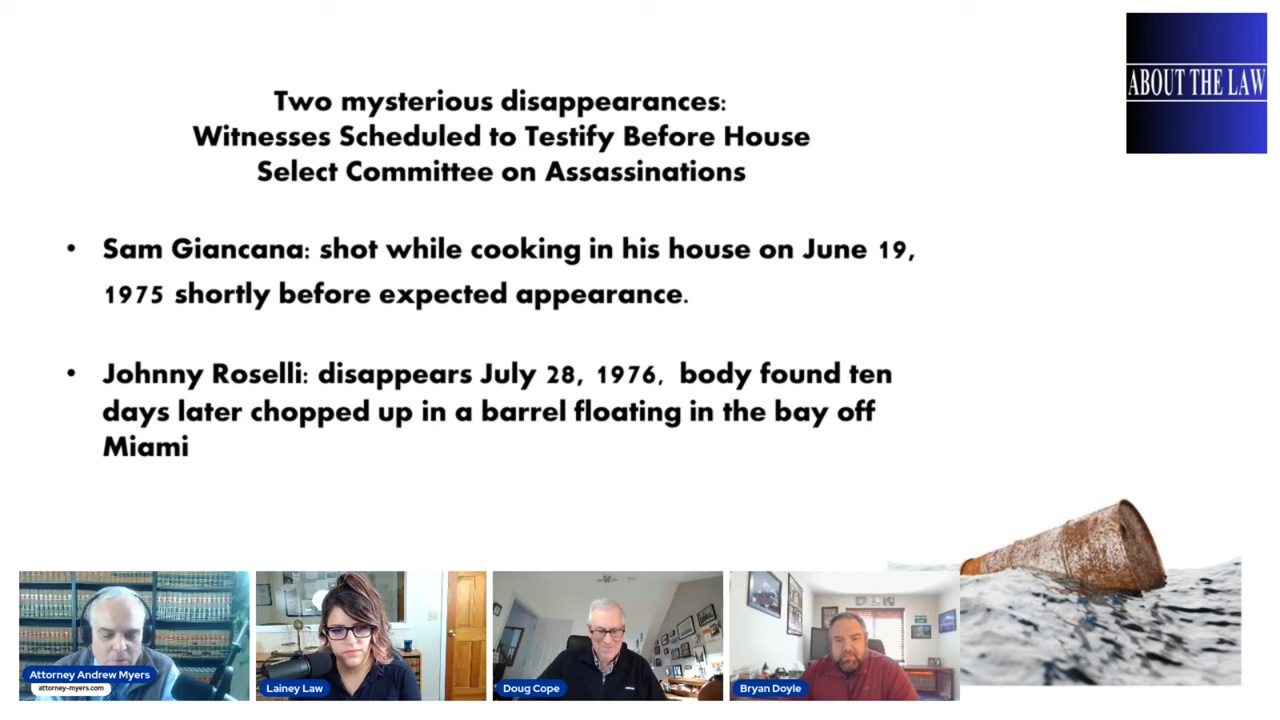 ABOUT THE LAW
Two mysterious disappearances:
Witnesses Scheduled to Testify Before House
Select Committee on Assassinations
• Sam Giancana: shot while cooking in his house on June 19,
1975 shortly before expected appearance.
• Johnny Roselli: disappears July 28, 1976, body found ten
days later chopped up in a barrel floating in the bay off
Miami
Attorney Andrew Myers
attorney-myers.com
Lainey Law
Doug Cope
Bryan Doyle